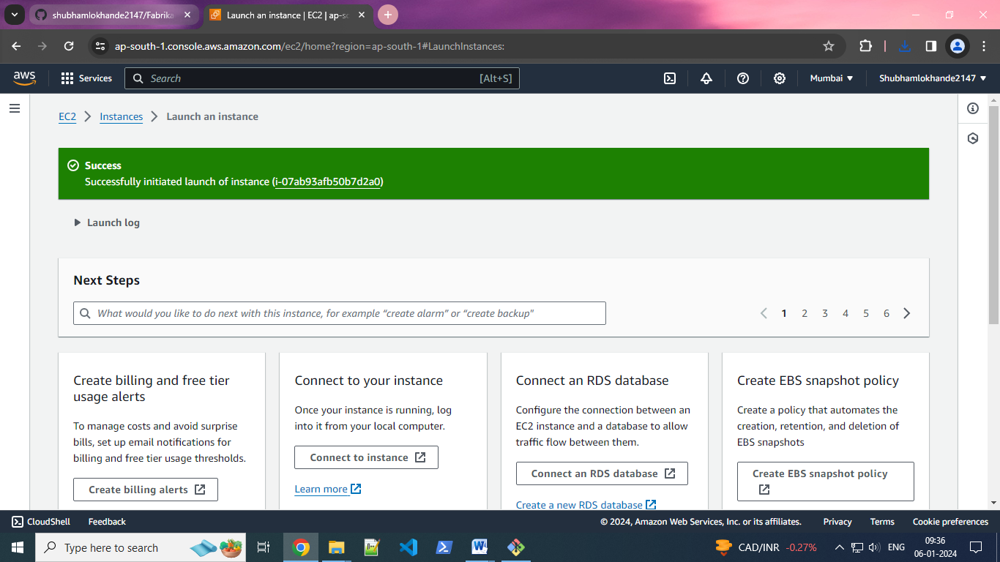 shubhamlokhande2147/Fabrika
Launch an instance | EC2 | ap-so
ap-south-1.console.aws.amazon.com/ec2/home?region=ap-south-1#LaunchInstances:
aws
Services
Search
[Alt+S]
Mumbai
Shubhamlokhande2147
EC2
Instances
Launch an instance
Success
Successfully initiated launch of instance (i-07ab93afb50b7d2a0)
Launch log
Next Steps
What would you like to do next with this instance, for example “create alarm” or “create backup"
1 2 3 4 5 6
Create billing and free tier
usage alerts
To manage costs and avoid surprise
bills, set up email notifications for
billing and free tier usage thresholds.
Create billing alerts
Connect to your instance
Once your instance is running, log
into it from your local computer.
Connect to instance
Learn more
Connect an RDS database
Configure the connection between an
EC2 instance and a database to allow
traffic flow between them.
Connect an RDS database
Create a new RDS database
Create EBS snapshot policy
Create a policy that automates the
creation, retention, and deletion of
EBS snapshots
Create EBS snapshot policy
CloudShell
Feedback
© 2024, Amazon Web Services, Inc. or its affiliates.
Privacy
Terms
Cookie preferences
Type here to search
CAD/INR -0.27%
ENG
09:36
06-01-2024